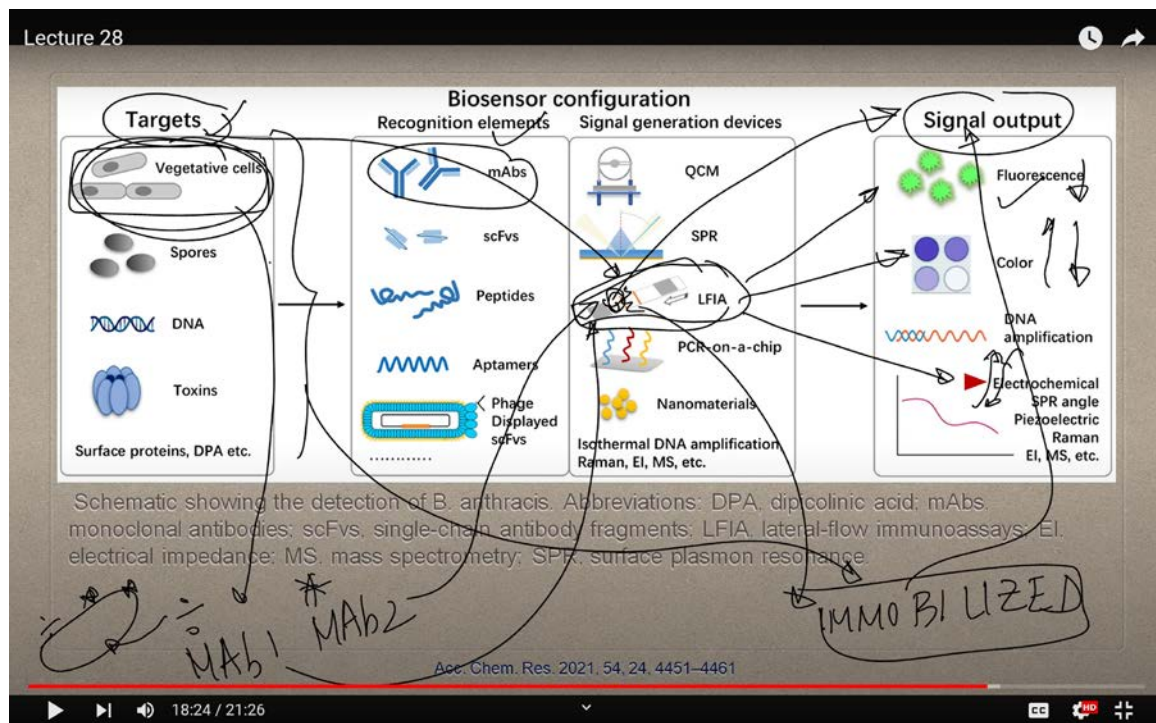 Lecture 28
Biosensor configuration
Targets
Recognition elements
Signal generation devices
Signal output
Vegetative cells
Spores
DNA
Toxins
Surface proteins, DPA etc.
mAbs
scFvs
Peptides
Aptamers
Phage
Displayed
scFvs
............
QCM
SPR
LFIA
PCR-on-a-chip
Nanomaterials
Isothermal DNA amplification,
Raman, EI, MS, etc.
Fluorescence
Color
DNA
amplification
Electrochemical
SPR angle
Piezoelectric
Raman
EI, MS, etc.
Schematic showing the detection of B. anthracis. Abbreviations: DPA, dipicolinic acid; mAbs,
monoclonal antibodies; scFvs, single-chain antibody fragments; LFIA, lateral-flow immunoassays; EI,
electrical impedance; MS, mass spectrometry; SPR, surface plasmon resonance.
MAb1
MAb2
IMMOBILIZED
Acc. Chem. Res. 2021, 54, 24, 4451–4461
18:24 / 21:26
CC
HD